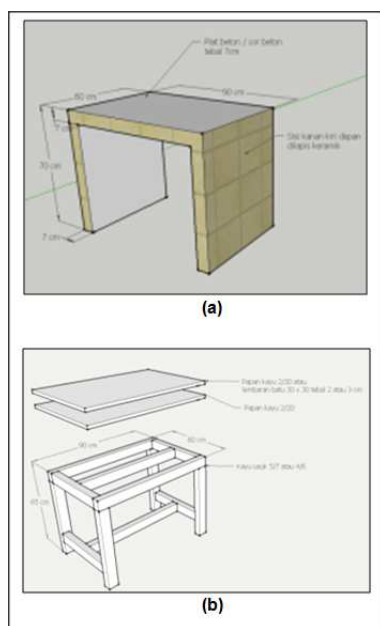 Plat beton / cor beton
tebal 7cm
60 cm
90 cm
7 cm
Sisi kanan kiri depan
dilapis keramik
70 cm
7 cm
(a)
Papan kayu 2/20 atau
lembaran batu 30 x 30 tebal 2 atau 3 cm
Papan kayu 2/20
90 cm
60 cm
Kayu usuk 5/7 atau 4/6
65 cm
(b)